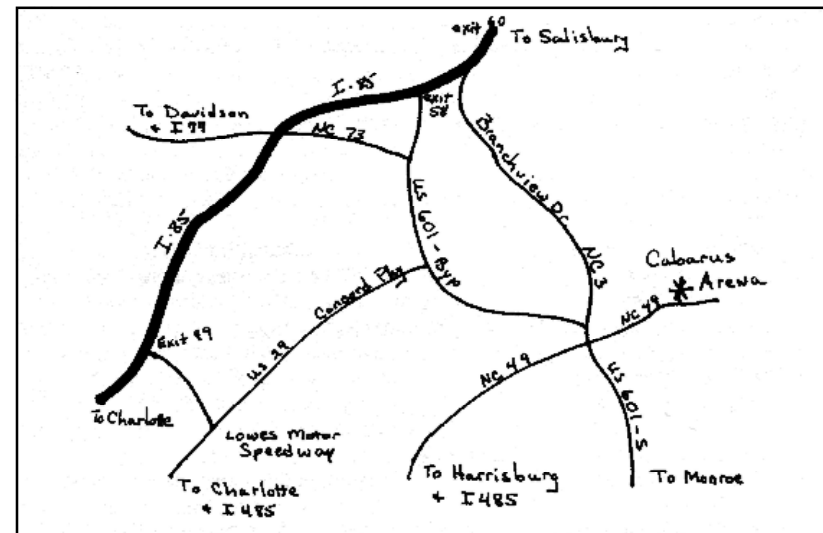 exit 60
To Salisbury
I-85
exit
58
To Davidson
& I 77
NC 73
Branchview Dr.
US 601-Byp
I-85
NC 3
Cabarus
Arena
Concord Pky
NC 49
Exit 49
US 29
NC 49
US 601-S
To Charlotte
Lowes Motor
Speedway
To Charlotte
& I 485
To Harrisburg
& I 485
To Monroe